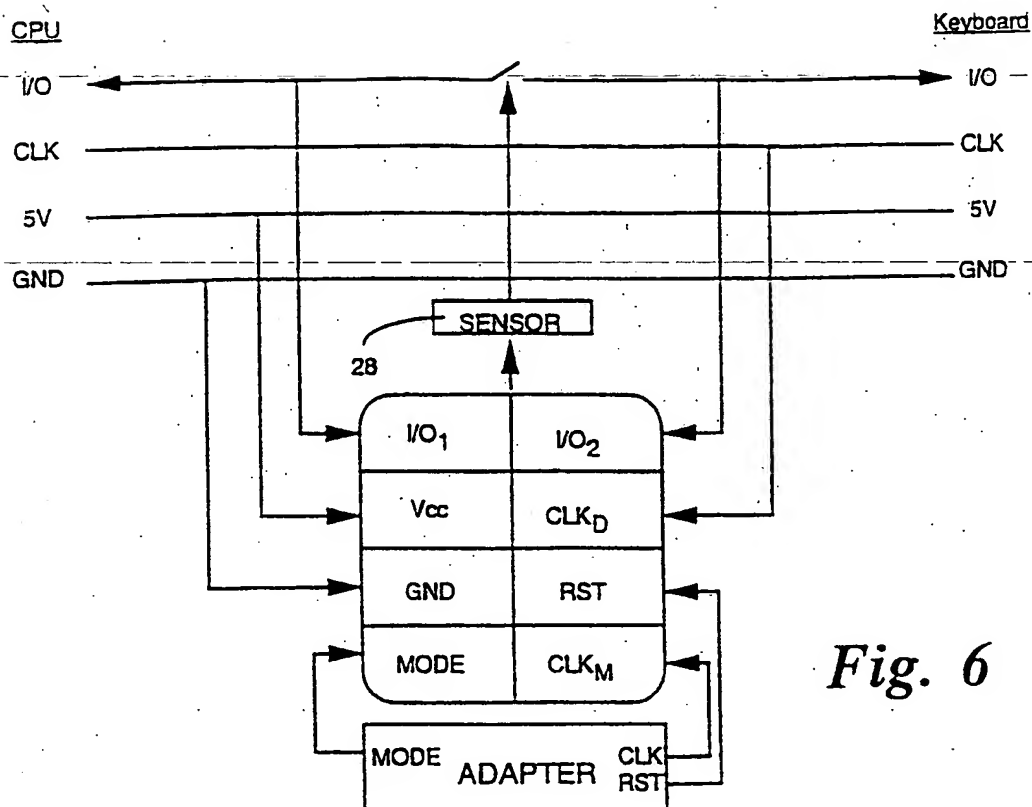 CPU
Keyboard
I/O
I/O
CLK
CLK
5V
5V
GND
GND
SENSOR
28
I/O1
I/O2
Vcc
CLKD
GND
RST
MODE
CLKM
Fig. 6
MODE
ADAPTER
CLK
RST